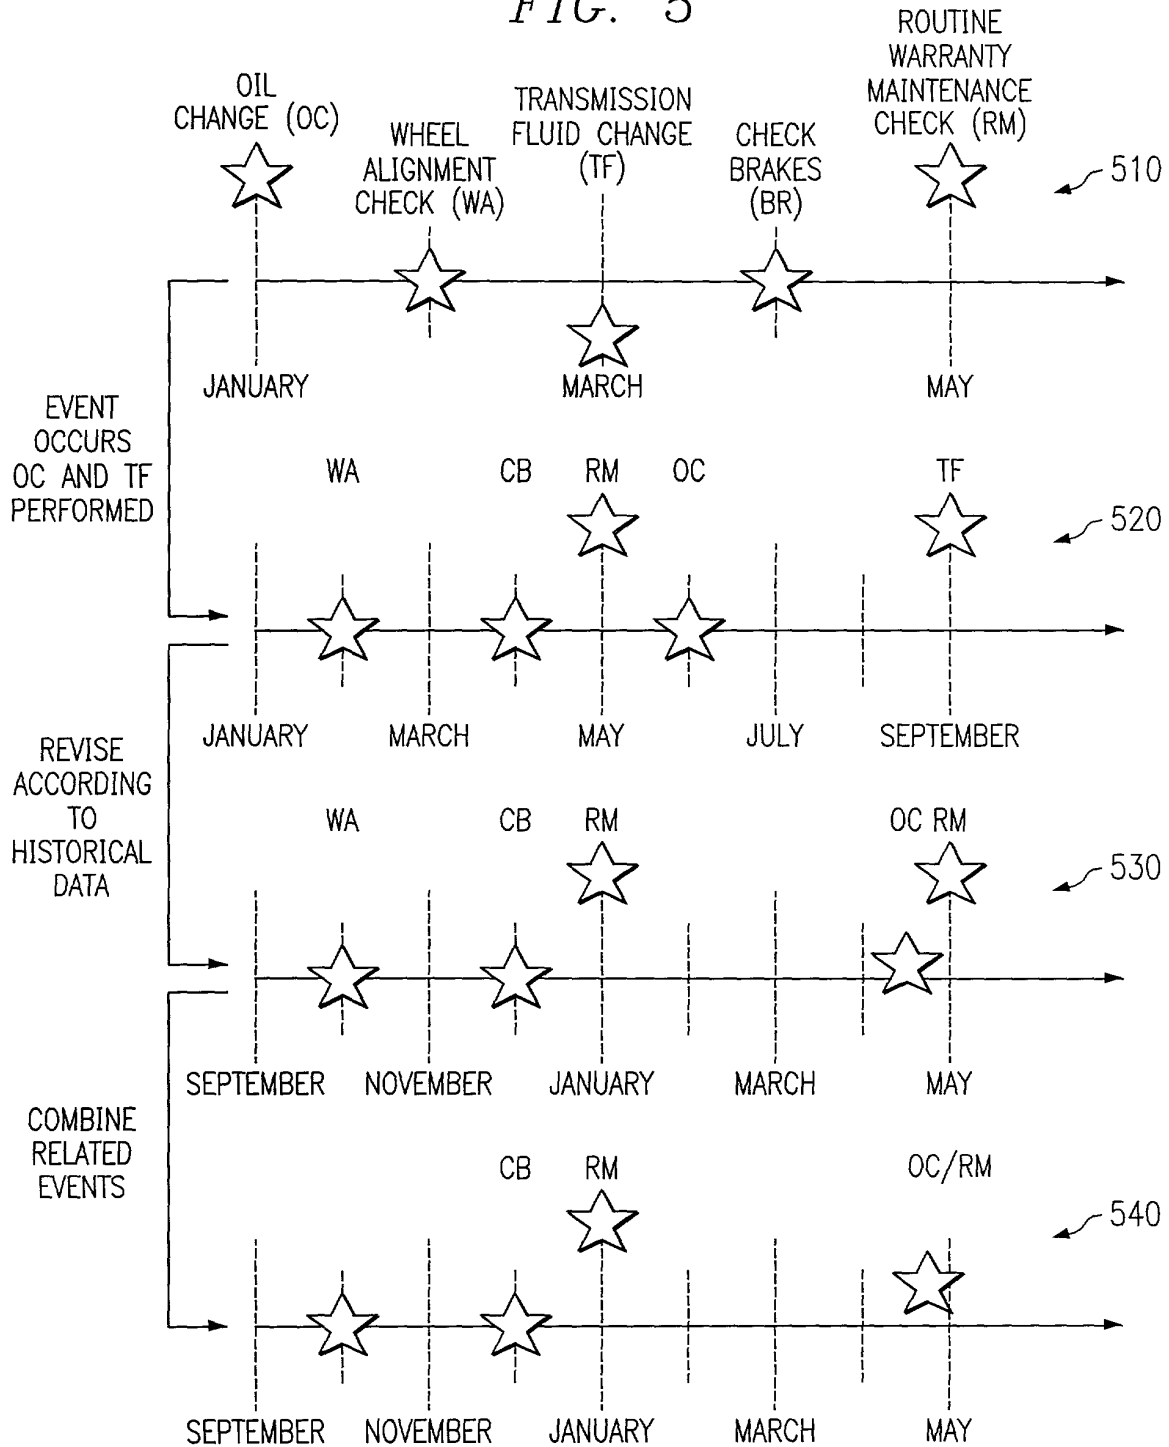 FIG. 5
ROUTINE
WARRANTY
MAINTENANCE
CHECK (RM)
OIL
CHANGE (OC)
TRANSMISSION
FLUID CHANGE
(TF)
WHEEL
ALIGNMENT
CHECK (WA)
CHECK
BRAKES
(BR)
510
JANUARY
MARCH
MAY
EVENT
OCCURS
OC AND TF
PERFORMED
WA
CB
RM
OC
TF
520
JANUARY
MARCH
MAY
JULY
SEPTEMBER
REVISE
ACCORDING
TO
HISTORICAL
DATA
WA
CB
RM
OC RM
530
SEPTEMBER
NOVEMBER
JANUARY
MARCH
MAY
COMBINE
RELATED
EVENTS
CB
RM
OC/RM
540
SEPTEMBER
NOVEMBER
JANUARY
MARCH
MAY